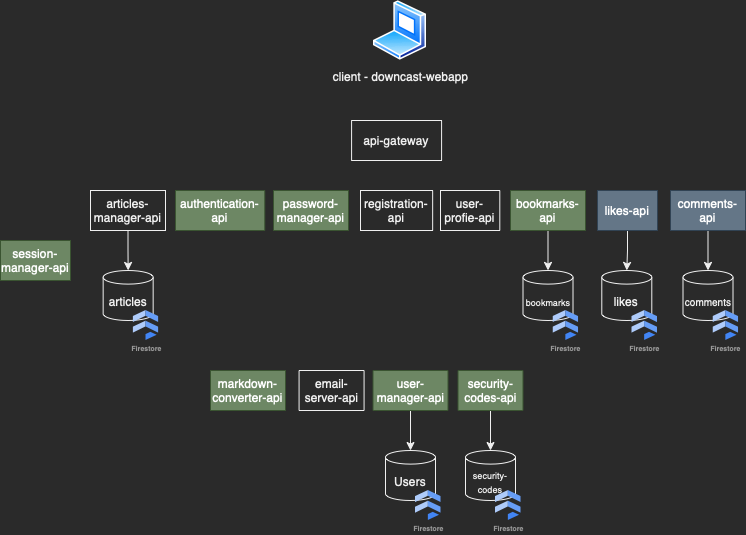 client - downcast-webapp
api-gateway
articles-
manager-api
authentication-
api
password-
manager-api
registration-
api
user-
profie-api
bookmarks-
api
likes-api
comments-
api
session-
manager-api
articles
Firestore
bookmarks
Firestore
likes
Firestore
comments
Firestore
markdown-
converter-api
email-
server-api
user-
manager-api
security-
codes-api
Users
Firestore
security-
codes
Firestore